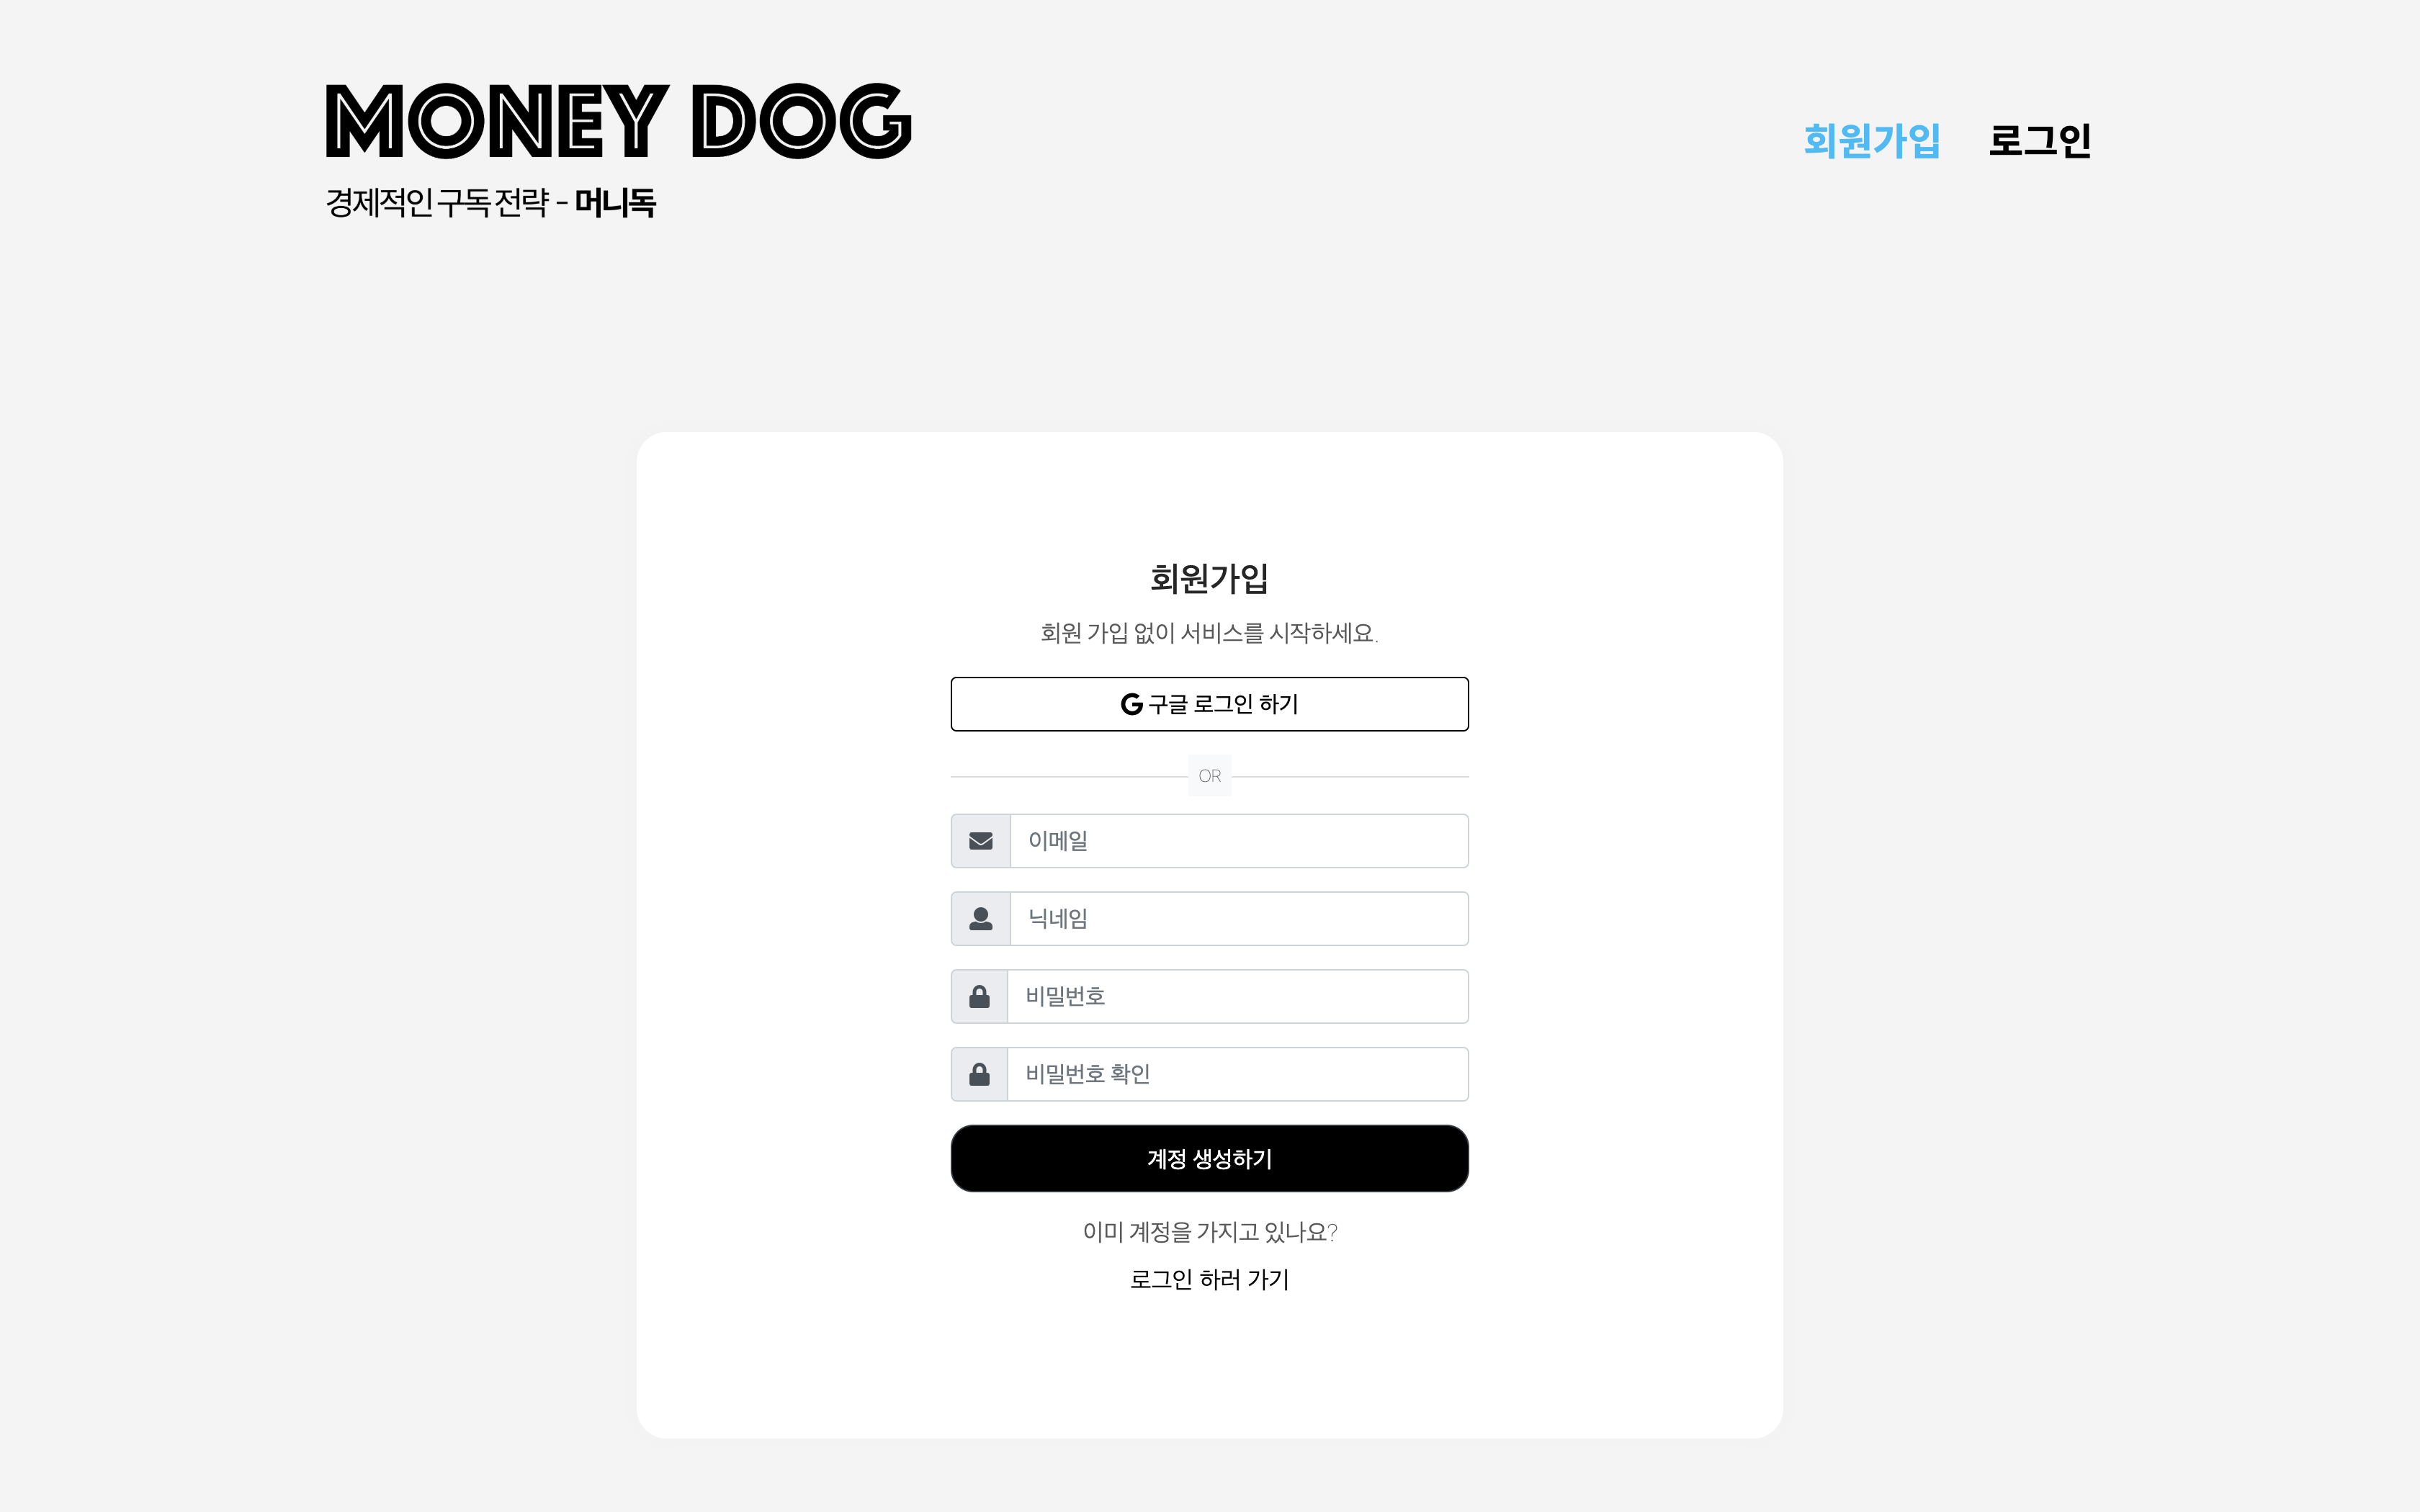 MONEY DOG
경제적인 구독 전략 - 머니독
회원가입
로그인
회원가입
회원 가입 없이 서비스를 시작하세요.
구글 로그인 하기
OR
이메일
닉네임
비밀번호
비밀번호 확인
계정 생성하기
이미 계정을 가지고 있나요?
로그인 하러 가기